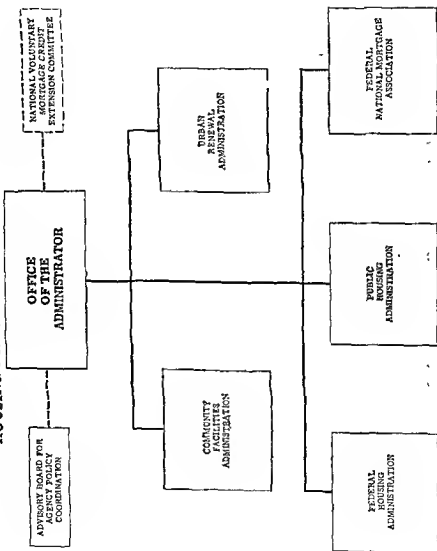 NATIONAL VOLUNTARY
MORTGAGE CREDIT
EXTENSION COMMITTEE
OFFICE
OF THE
ADMINISTRATOR
ADVISORY BOARD FOR
AGENCY POLICY
COORDINATION
URBAN
RENEWAL
ADMINISTRATION
COMMUNITY
FACILITIES
ADMINISTRATION
FEDERAL
NATIONAL MORTGAGE
ASSOCIATION
PUBLIC
HOUSING
ADMINISTRATION
FEDERAL
HOUSING
ADMINISTRATION